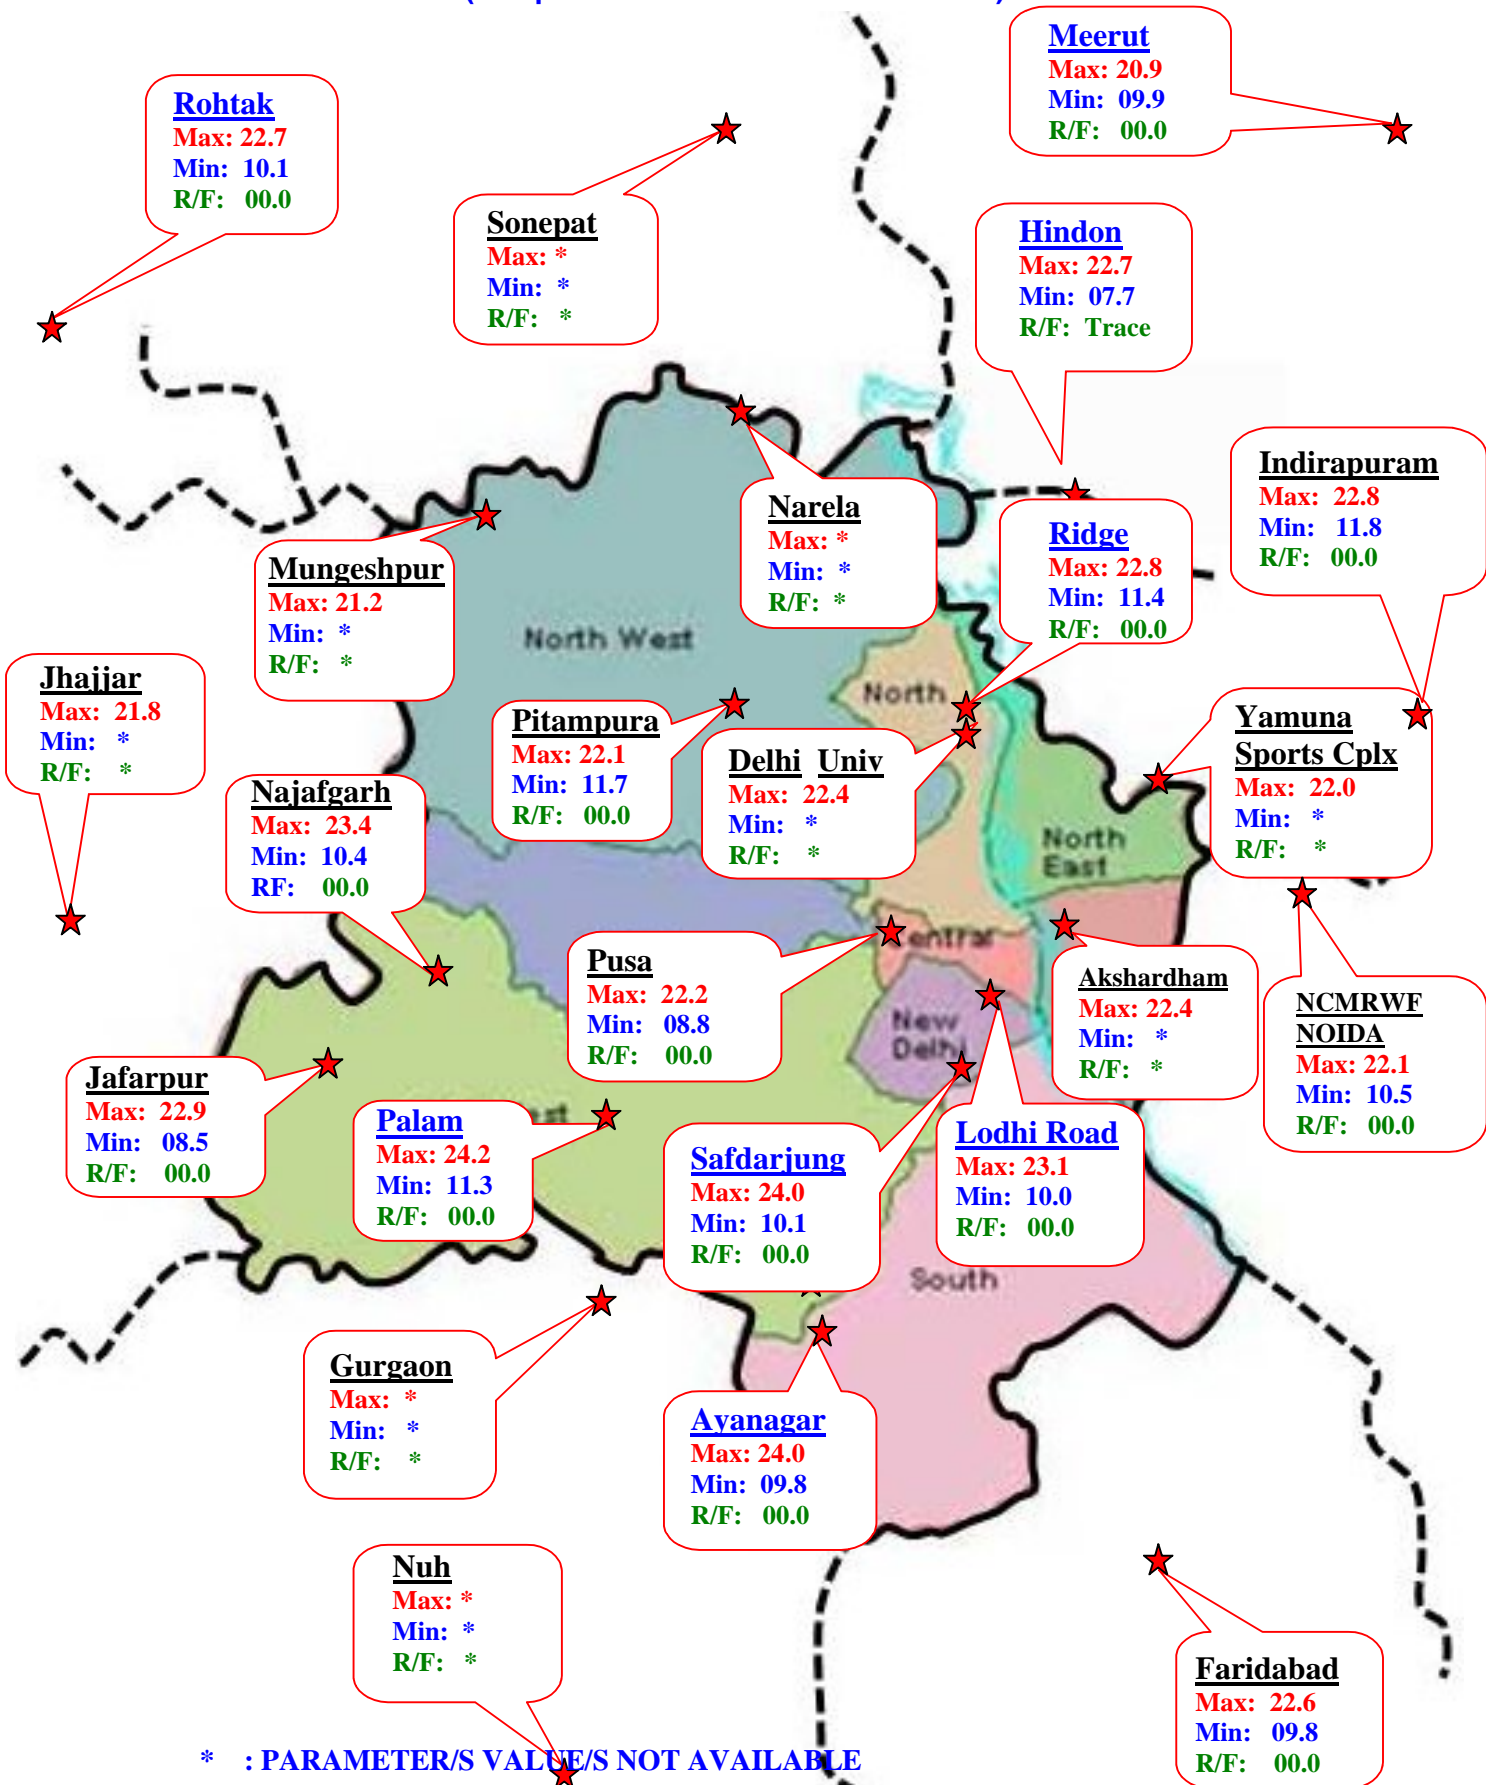 Meerut
Max: 20.9
Min: 09.9
R/F: 00.0
Rohtak
Max: 22.7
Min: 10.1
R/F: 00.0
Sonepat
Max: *
Min: *
R/F: *
Hindon
Max: 22.7
Min: 07.7
R/F: Trace
Indirapuram
Max: 22.8
Min: 11.8
R/F: 00.0
Narela
Max: *
Min: *
R/F: *
Ridge
Max: 22.8
Min: 11.4
R/F: 00.0
Mungeshpur
Max: 21.2
Min: *
R/F: *
North West
Jhajjar
Max: 21.8
Min: *
R/F: *
North
Pitampura
Max: 22.1
Min: 11.7
R/F: 00.0
Delhi Univ
Max: 22.4
Min: *
R/F: *
Yamuna
Sports Cplx
Max: 22.0
Min: *
R/F: *
Najafgarh
Max: 23.4
Min: 10.4
RF: 00.0
North
East
Pusa
Max: 22.2
Min: 08.8
R/F: 00.0
Akshardham
Max: 22.4
Min: *
R/F: *
NCMRWF
NOIDA
Max: 22.1
Min: 10.5
R/F: 00.0
New
Delhi
Jafarpur
Max: 22.9
Min: 08.5
R/F: 00.0
Palam
Max: 24.2
Min: 11.3
R/F: 00.0
Safdarjung
Max: 24.0
Min: 10.1
R/F: 00.0
Lodhi Road
Max: 23.1
Min: 10.0
R/F: 00.0
South
Gurgaon
Max: *
Min: *
R/F: *
Ayanagar
Max: 24.0
Min: 09.8
R/F: 00.0
Nuh
Max: *
Min: *
R/F: *
Faridabad
Max: 22.6
Min: 09.8
R/F: 00.0
* : PARAMETER/S VALUE/S NOT AVAILABLE